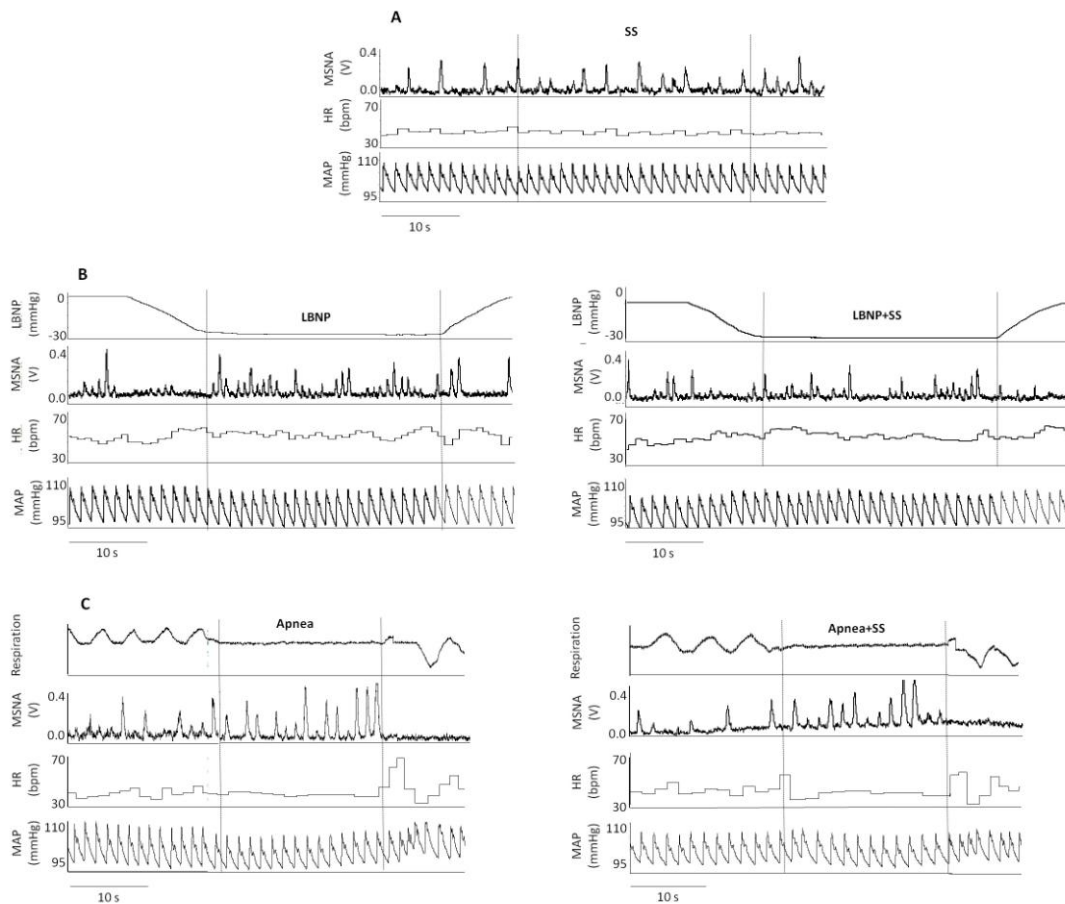 A
SS
MSNA
(V)
0.4
0.0
HR
(bpm)
70
30
MAP
(mmHg)
110
95
10 s
B
LBNP
(mmHg)
0
-30
LBNP
MSNA
(V)
0.4
0.0
HR
(bpm)
70
30
MAP
(mmHg)
110
95
10 s
LBNP
(mmHg)
0
-30
LBNP+SS
MSNA
(V)
0.4
0.0
HR
(bpm)
70
30
MAP
(mmHg)
110
95
10 s
C
Respiration
Apnea
MSNA
(V)
0.4
0.0
HR
(bpm)
70
30
MAP
(mmHg)
110
95
10 s
Respiration
Apnea+SS
MSNA
(V)
0.4
0.0
HR
(bpm)
70
30
MAP
(mmHg)
110
95
10 s